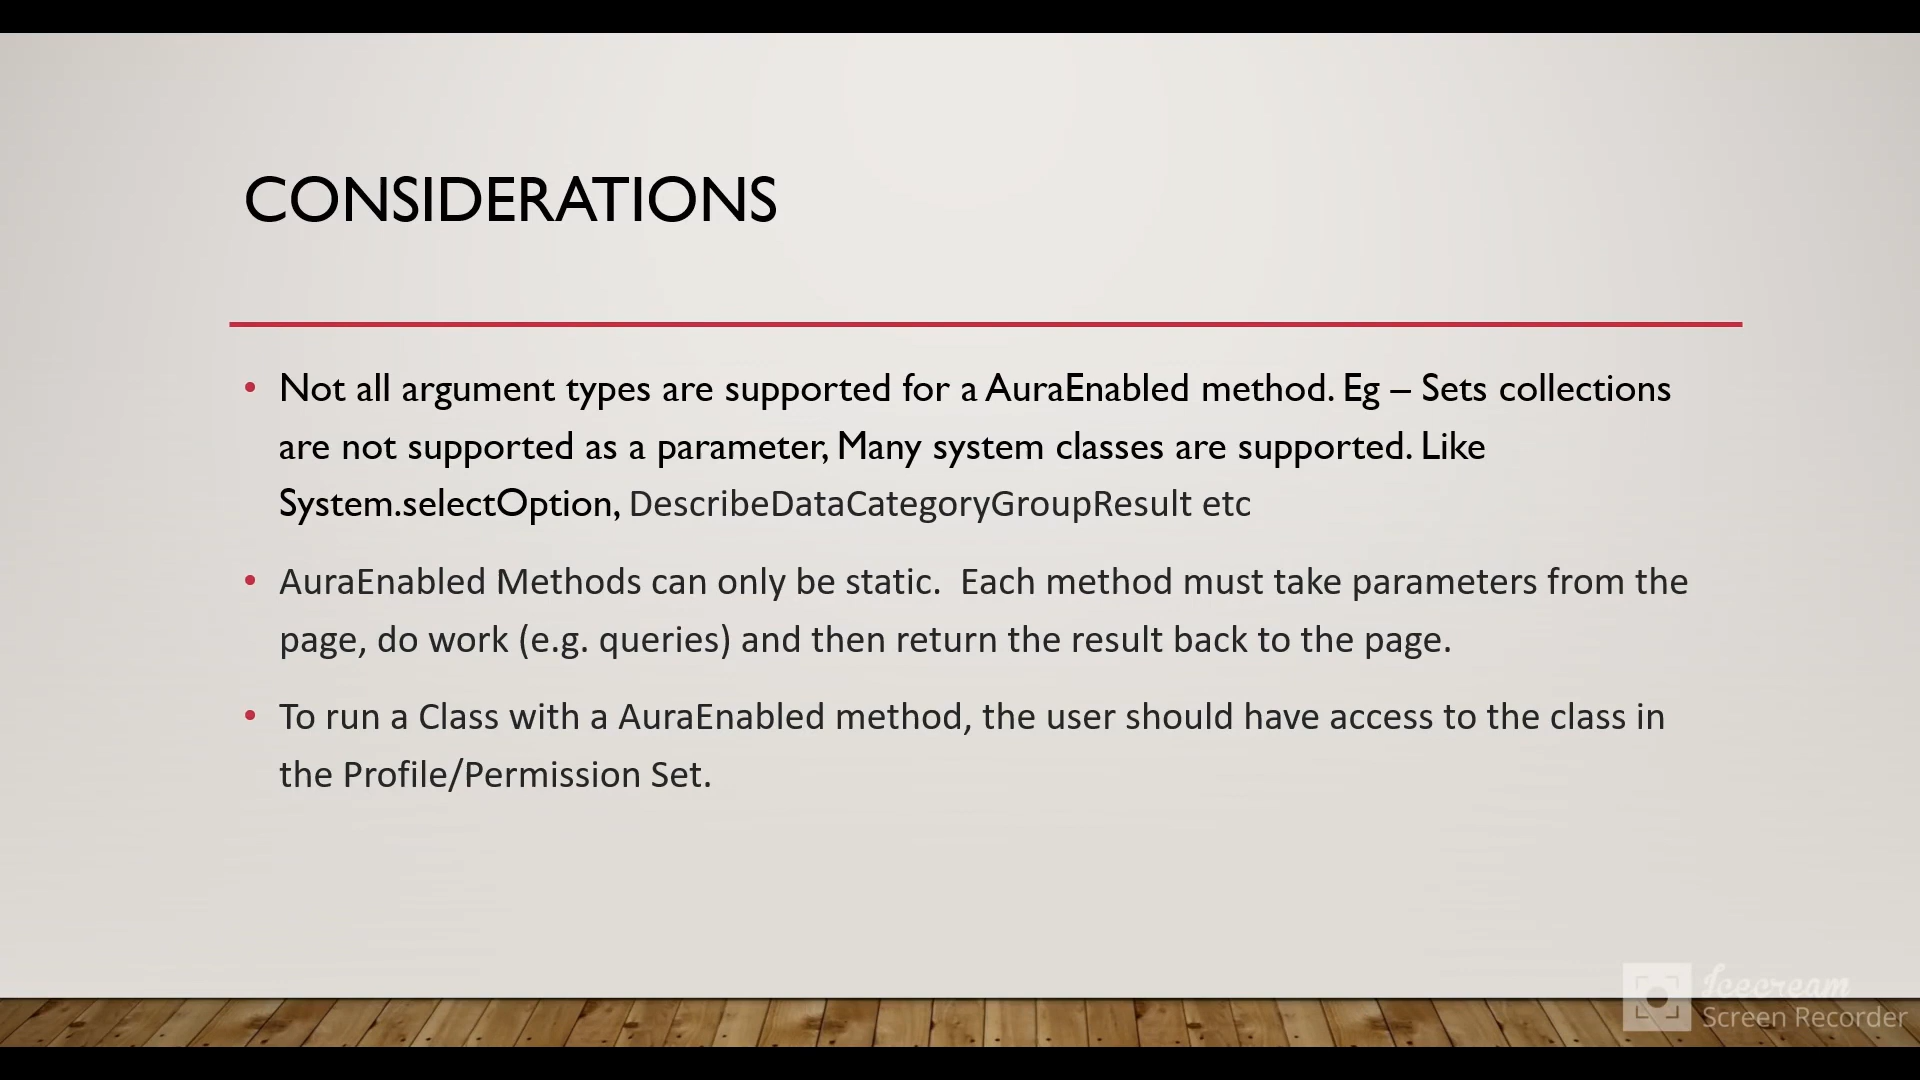 CONSIDERATIONS
• Not all argument types are supported for a AuraEnabled method. Eg – Sets collections
are not supported as a parameter, Many system classes are supported. Like
System.selectOption, DescribeDataCategoryGroupResult etc
• AuraEnabled Methods can only be static.  Each method must take parameters from the
page, do work (e.g. queries) and then return the result back to the page.
• To run a Class with a AuraEnabled method, the user should have access to the class in
the Profile/Permission Set.
Icecream
Screen Recorder